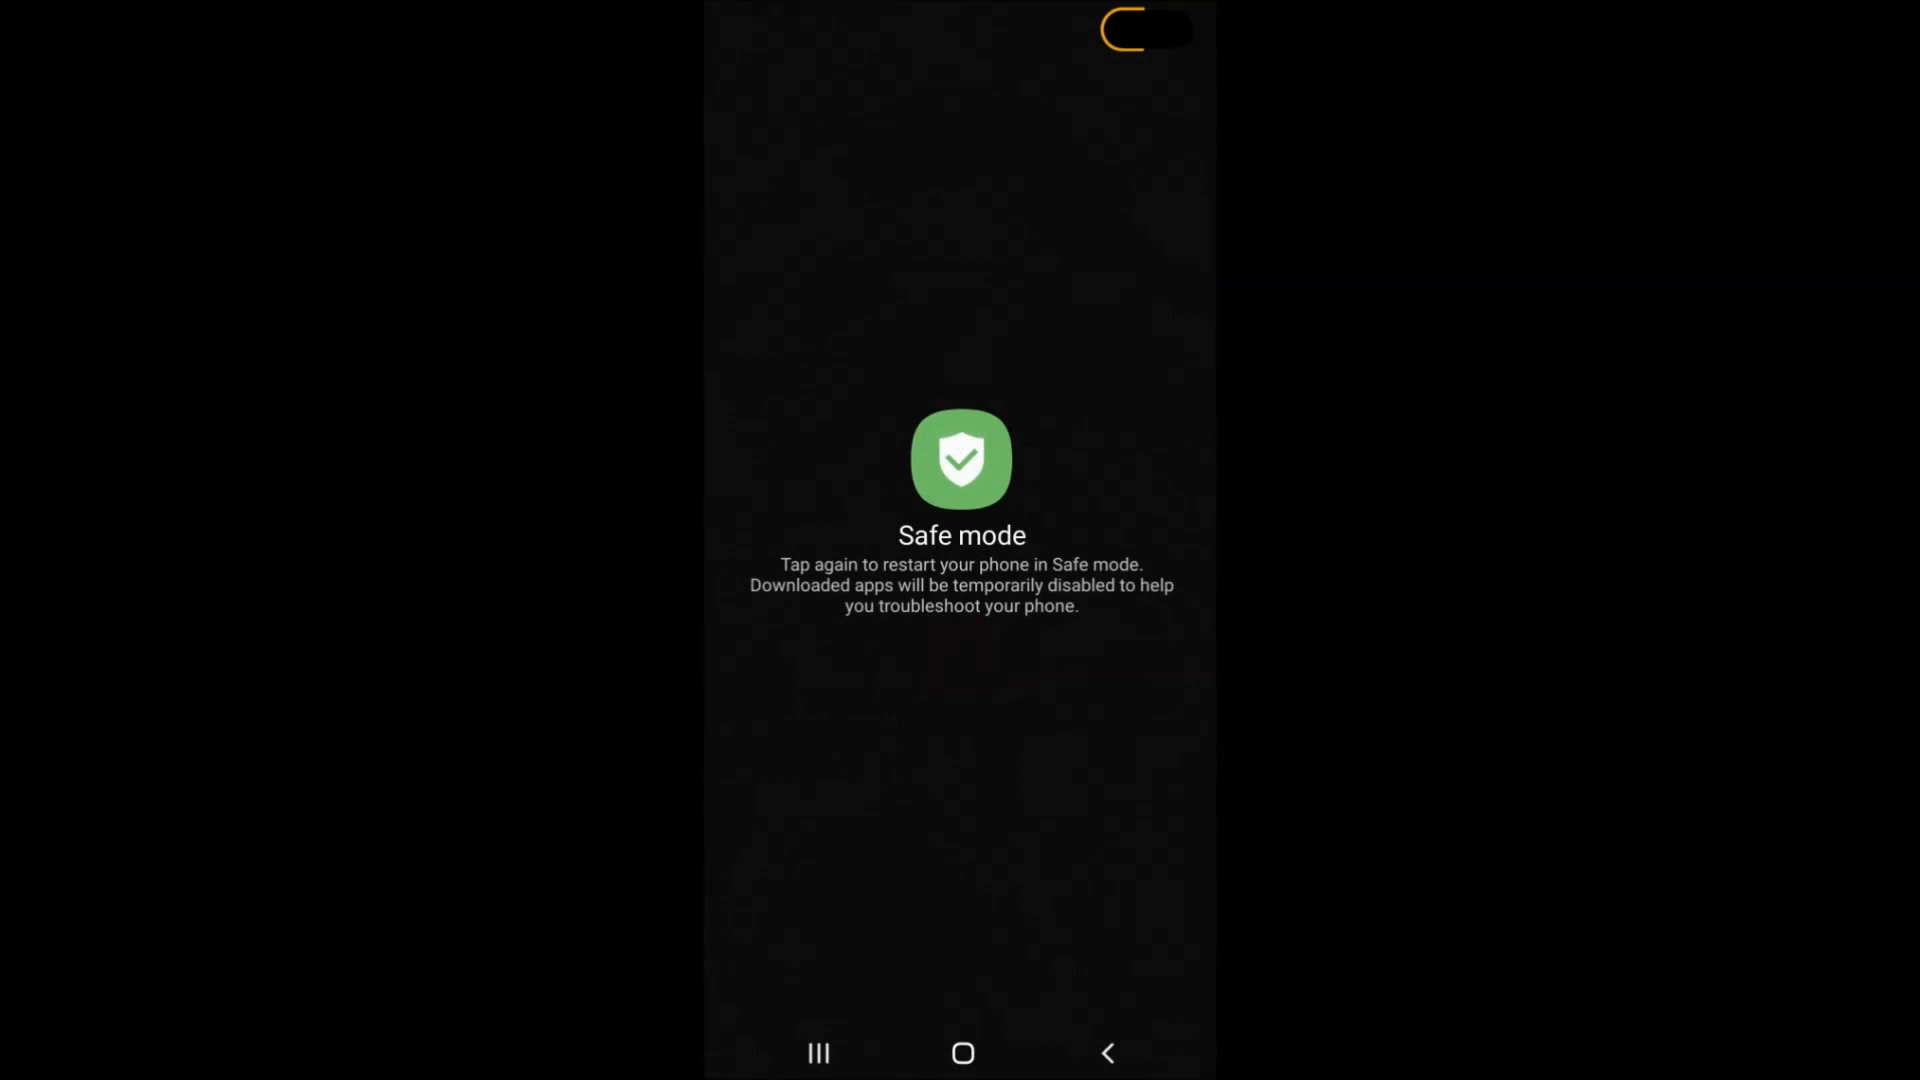 Safe mode
Tap again to restart your phone in Safe mode.
Downloaded apps will be temporarily disabled to help
you troubleshoot your phone.